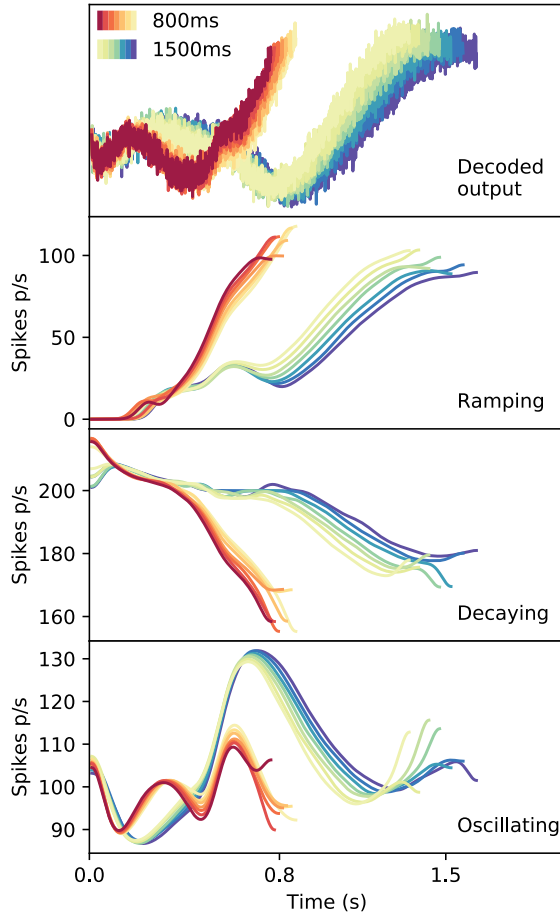 800ms
1500ms
Decoded
output
Spikes p/s
100
50
0
Ramping
Spikes p/s
200
180
160
Decaying
Spikes p/s
130
120
110
100
90
Oscillating
0.0
0.8
1.5
Time (s)